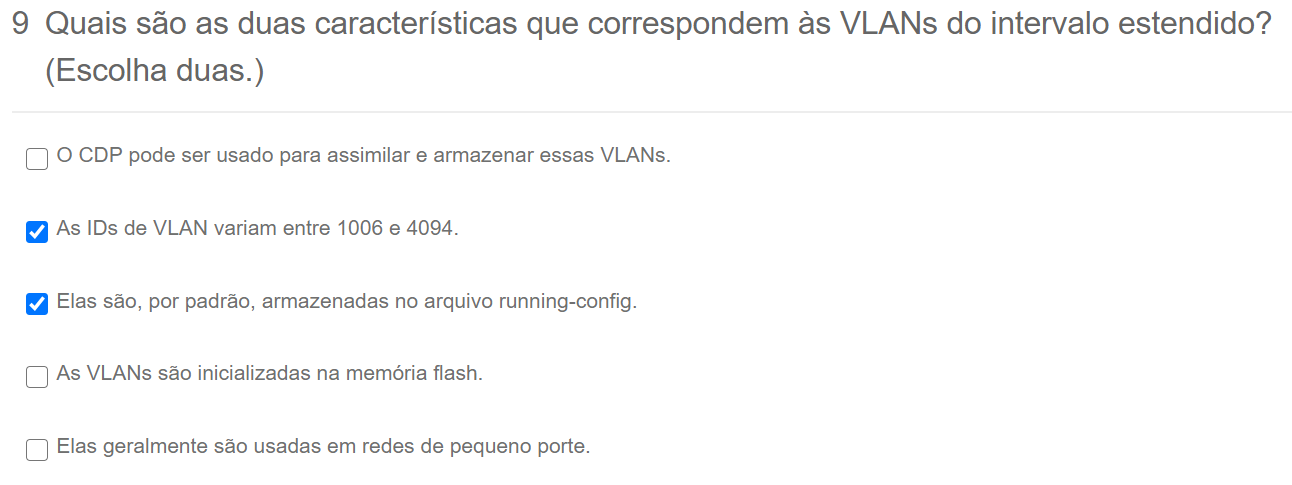 9 Quais são as duas características que correspondem às VLANs do intervalo estendido?
(Escolha duas.)
O CDP pode ser usado para assimilar e armazenar essas VLANs.
As IDs de VLAN variam entre 1006 e 4094.
Elas são, por padrão, armazenadas no arquivo running-config.
As VLANs são inicializadas na memória flash.
Elas geralmente são usadas em redes de pequeno porte.